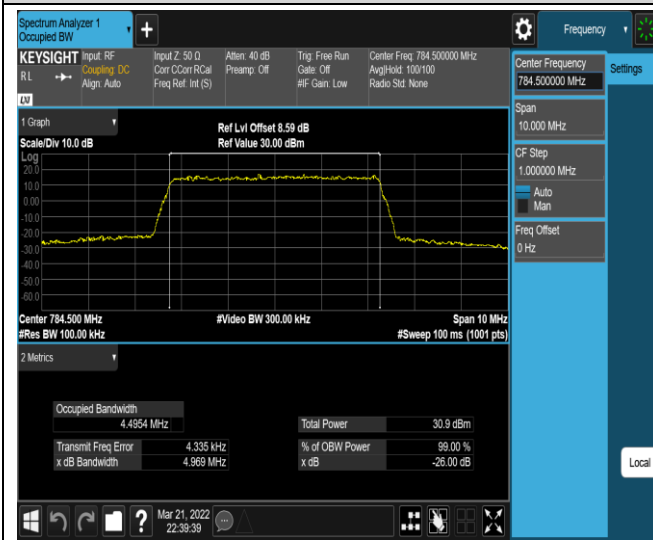 Spectrum Analyzer 1
Occupied BW
+
Frequency
KEYSIGHT
RL
LXI
Input: RF
Coupling: DC
Align: Auto
Input Z: 50 Ω
Corr CCorr RCal
Freq Ref: Int (S)
Atten: 40 dB
Preamp: Off
Trig: Free Run
Gate: Off
#IF Gain: Low
Center Freq: 784.500000 MHz
Avg|Hold: 100/100
Radio Std: None
Center Frequency
784.500000 MHz
Settings
Span
10.000 MHz
CF Step
1.000000 MHz
Auto
Man
Freq Offset
0 Hz
1 Graph
Scale/Div 10.0 dB
Ref Lvl Offset 8.59 dB
Ref Value 30.00 dBm
Log
20.0
10.0
0.00
-10.0
-20.0
-30.0
-40.0
-50.0
-60.0
Center 784.500 MHz
#Video BW 300.00 kHz
Span 10 MHz
#Res BW 100.00 kHz
#Sweep 100 ms (1001 pts)
2 Metrics
Occupied Bandwidth
4.4954 MHz
Total Power 30.9 dBm
Transmit Freq Error 4.335 kHz
% of OBW Power 99.00 %
x dB Bandwidth 4.969 MHz
x dB -26.00 dB
Local
?
Mar 21, 2022
22:39:39